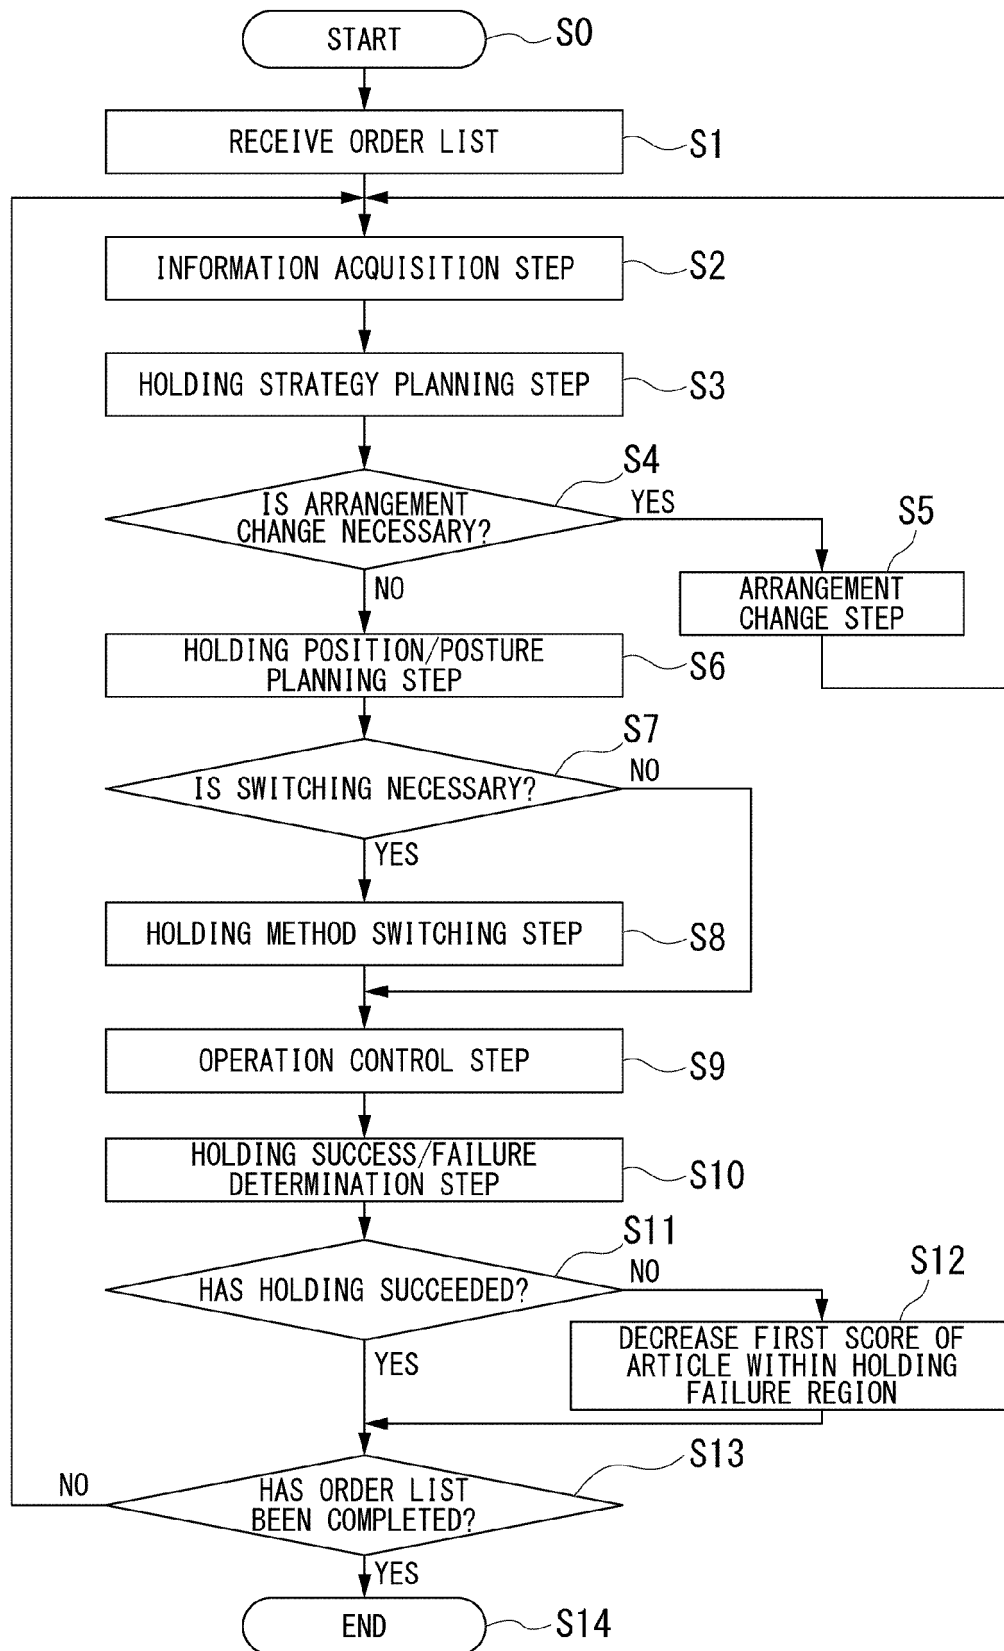 START
S0
RECEIVE ORDER LIST
S1
INFORMATION ACQUISITION STEP
S2
HOLDING STRATEGY PLANNING STEP
S3
S4
IS ARRANGEMENT
CHANGE NECESSARY?
YES
NO
S5
ARRANGEMENT
CHANGE STEP
HOLDING POSITION/POSTURE
PLANNING STEP
S6
S7
IS SWITCHING NECESSARY?
NO
YES
HOLDING METHOD SWITCHING STEP
S8
OPERATION CONTROL STEP
S9
HOLDING SUCCESS/FAILURE
DETERMINATION STEP
S10
S11
HAS HOLDING SUCCEEDED?
NO
YES
S12
DECREASE FIRST SCORE OF
ARTICLE WITHIN HOLDING
FAILURE REGION
S13
NO
HAS ORDER LIST
BEEN COMPLETED?
YES
END
S14